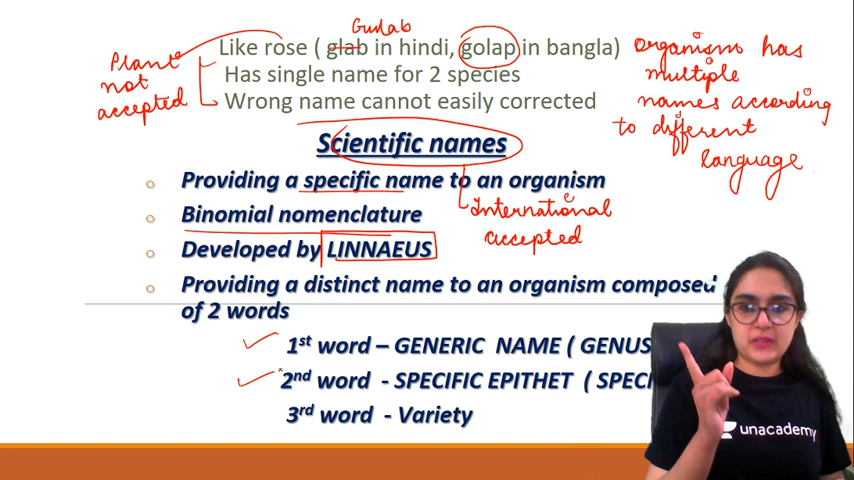 Gulab
Like rose ( glab in hindi, golap in bangla)
Has single name for 2 species
Wrong name cannot easily corrected
Plant
not
accepted
Organism has
multiple
names according
to different
language
Scientific names
Providing a specific name to an organism
Binomial nomenclature
International
accepted
Developed by LINNAEUS
Providing a distinct name to an organism composed
of 2 words
1st word – GENERIC NAME ( GENUS
2nd word - SPECIFIC EPITHET ( SPECI
3rd word - Variety
unacademy